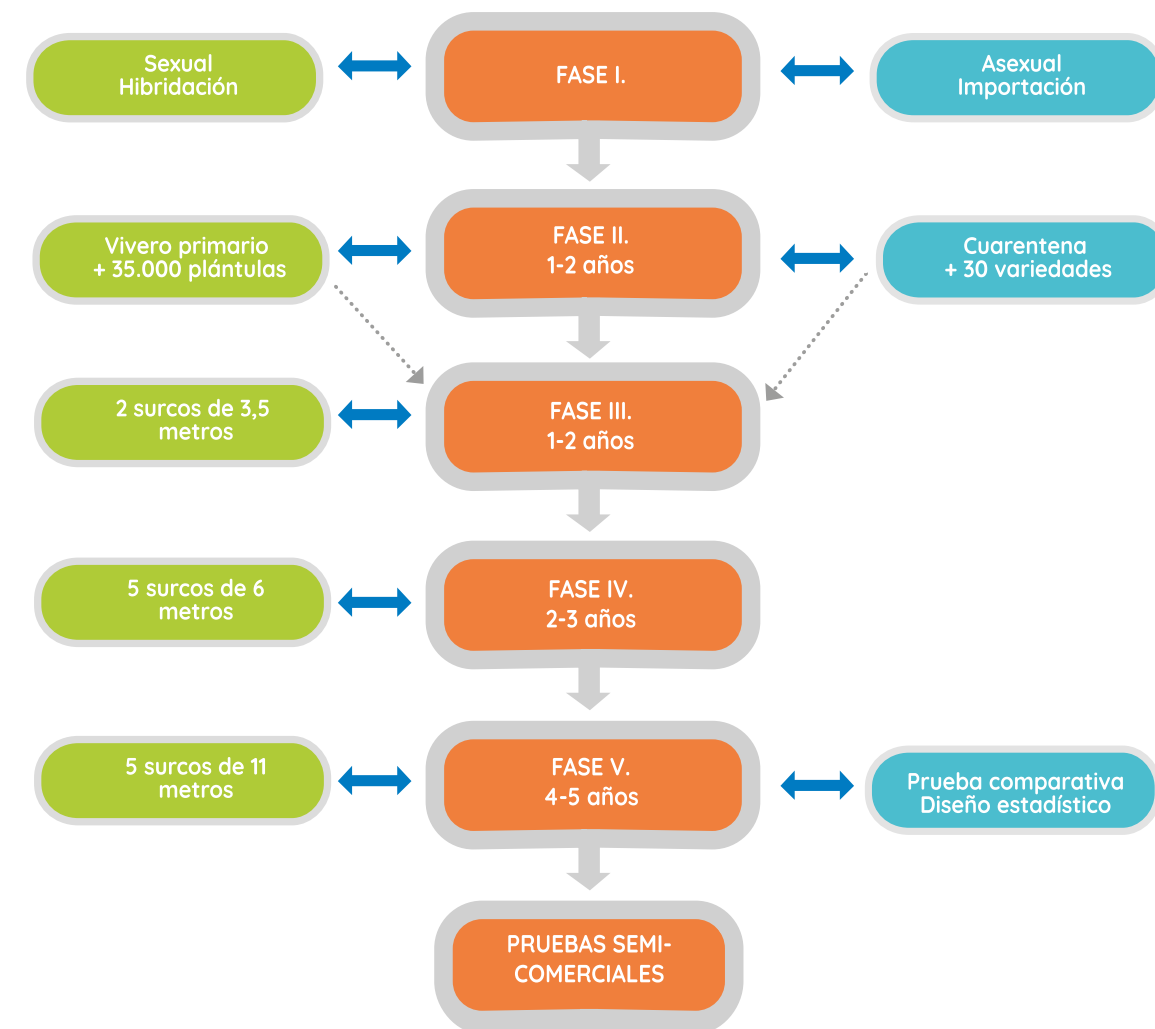 Sexual
Hibridación
FASE I.
Asexual
Importación
Vivero primario
+ 35.000 plántulas
FASE II.
1-2 años
Cuarentena
+ 30 variedades
2 surcos de 3,5
metros
FASE III.
1-2 años
5 surcos de 6
metros
FASE IV.
2-3 años
5 surcos de 11
metros
FASE V.
4-5 años
Prueba comparativa
Diseño estadístico
PRUEBAS SEMI-
COMERCIALES